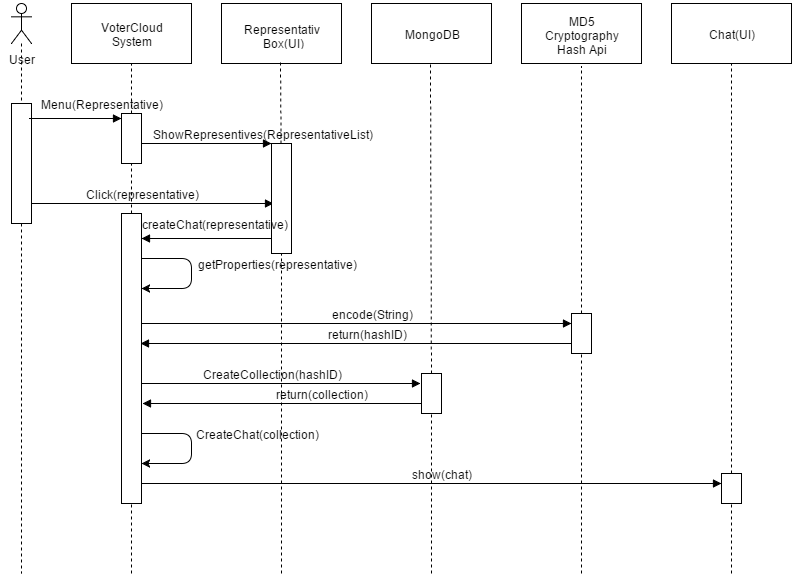 User
VoterCloud
System
Representativ
Box(UI)
MongoDB
MD5
Cryptography
Hash Api
Chat(UI)
Menu(Representative)
ShowRepresentives(RepresentativeList)
Click(representative)
createChat(representative)
getProperties(representative)
encode(String)
return(hashID)
CreateCollection(hashID)
return(collection)
CreateChat(collection)
show(chat)